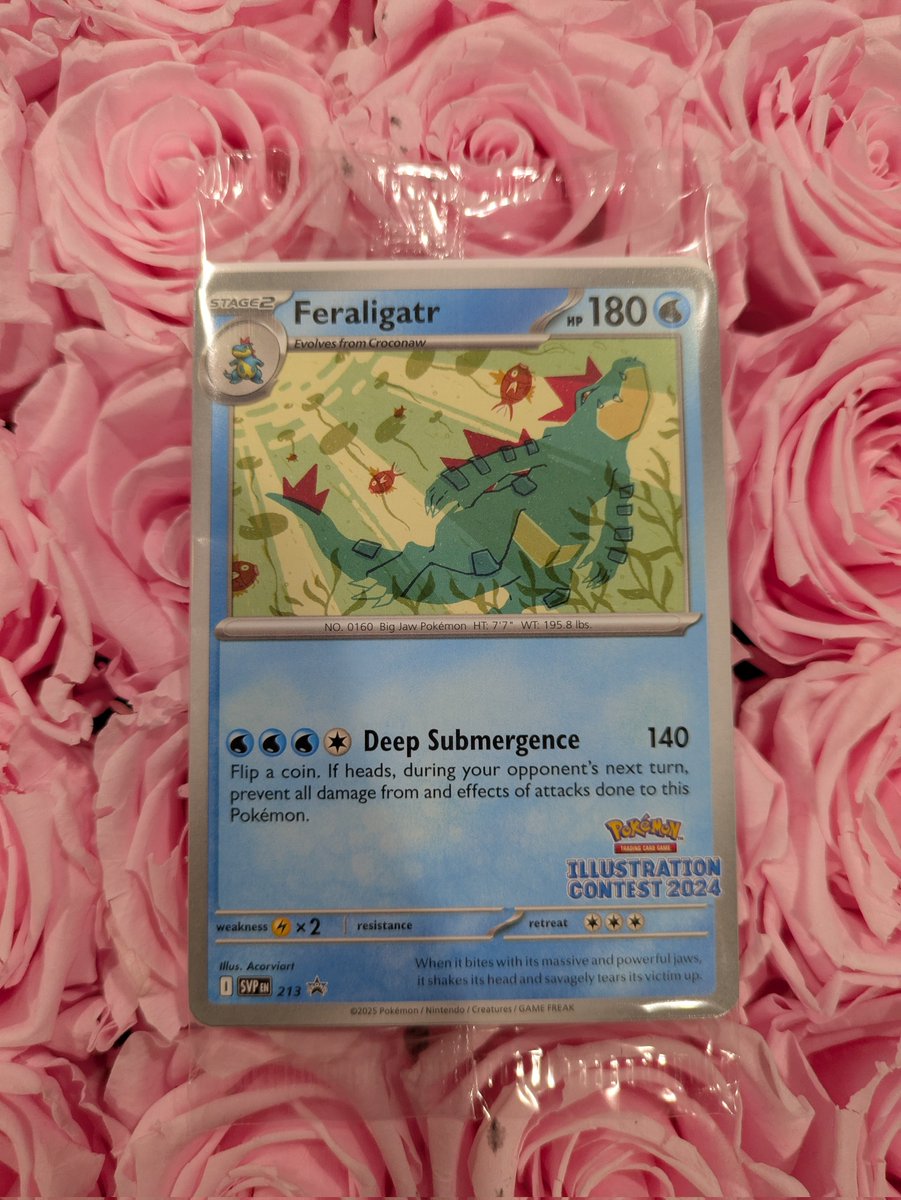 STAGE2
Feraligatr
HP 180
Evolves from Croconaw
NO. 0160 Big Jaw Pokémon HT: 7'7" WT: 195.8 lbs.
Deep Submergence 140
Flip a coin. If heads, during your opponent's next turn,
prevent all damage from and effects of attacks done to this
Pokémon.
Pokémon
TRADING CARD GAME
ILLUSTRATION
CONTEST 2024
weakness ×2 resistance retreat
Illus. Acorviart
When it bites with its massive and powerful jaws,
it shakes its head and savagely tears its victim up.
I SVP EN 213
©2025 Pokémon / Nintendo / Creatures / GAME FREAK